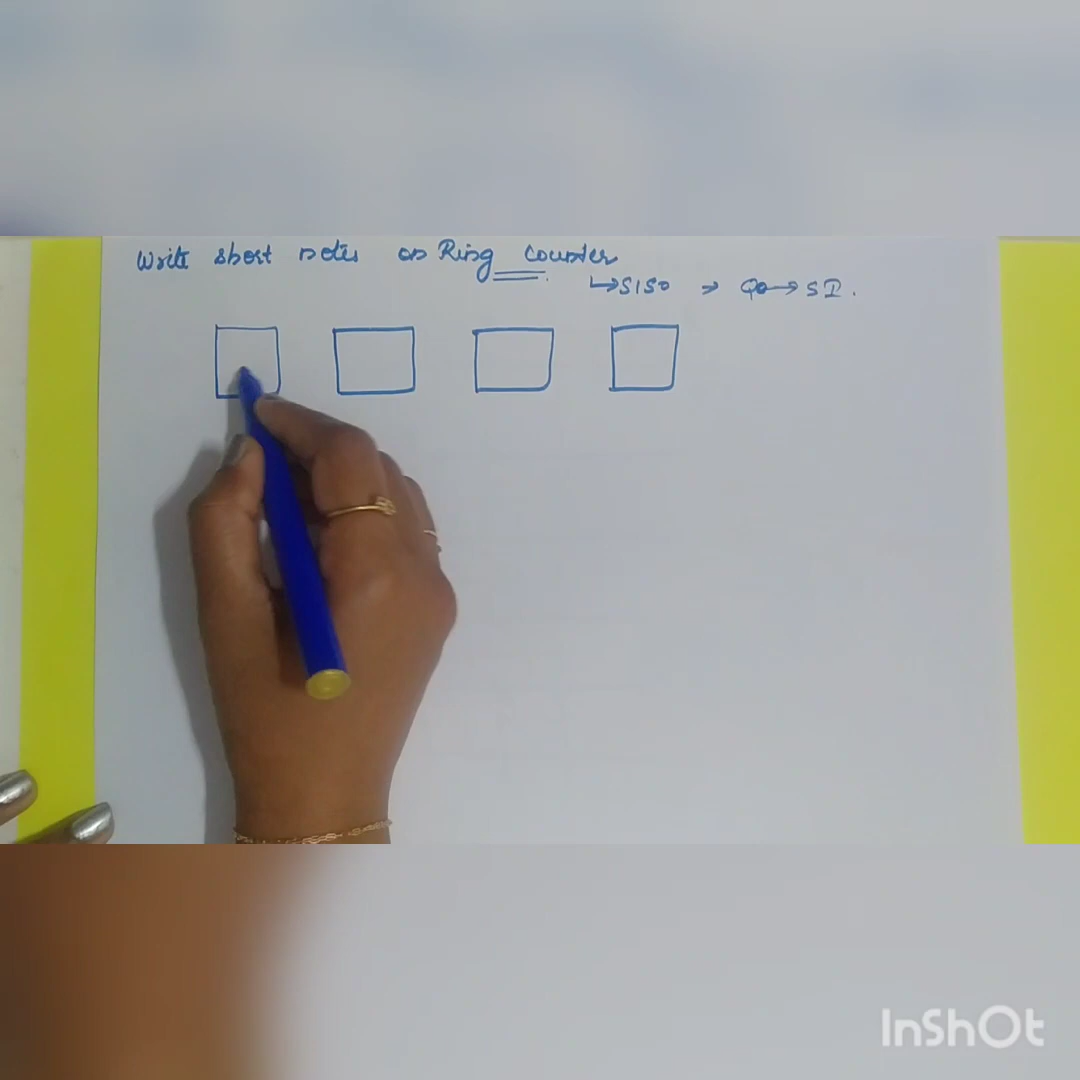 Write short notes on Ring counter
↳SISO → Q0→SI.
InShOt